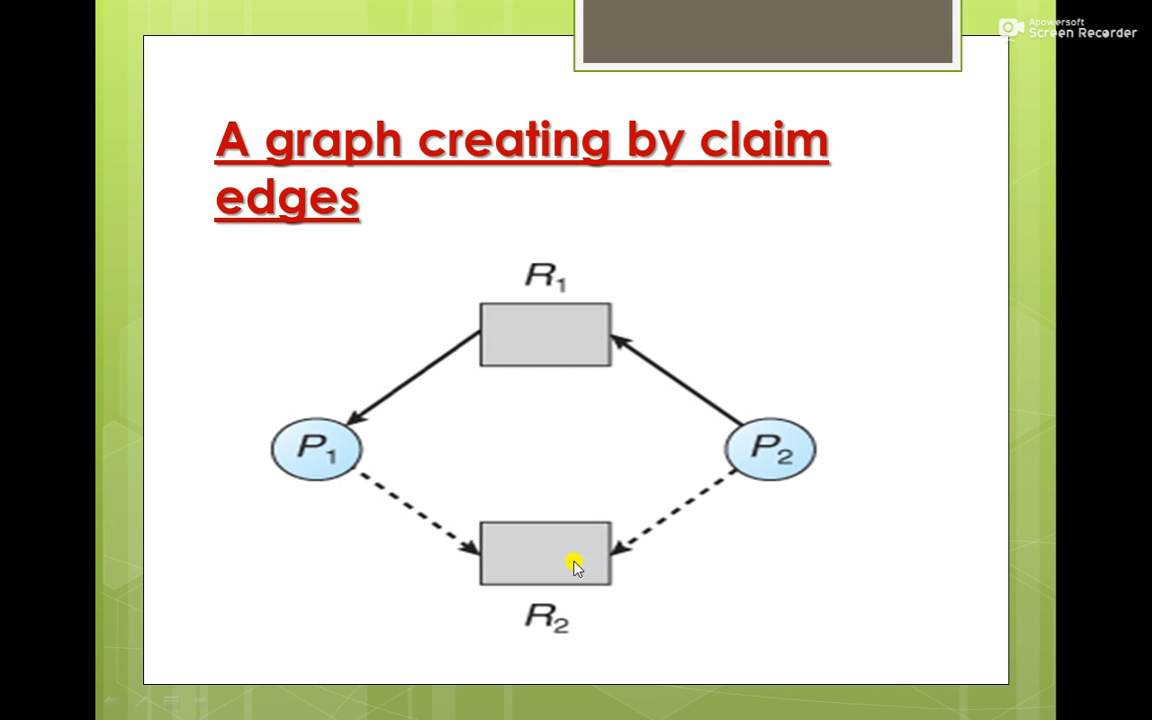 Apowersoft
Screen Recorder
A graph creating by claim
edges
R1
P1
P2
R2